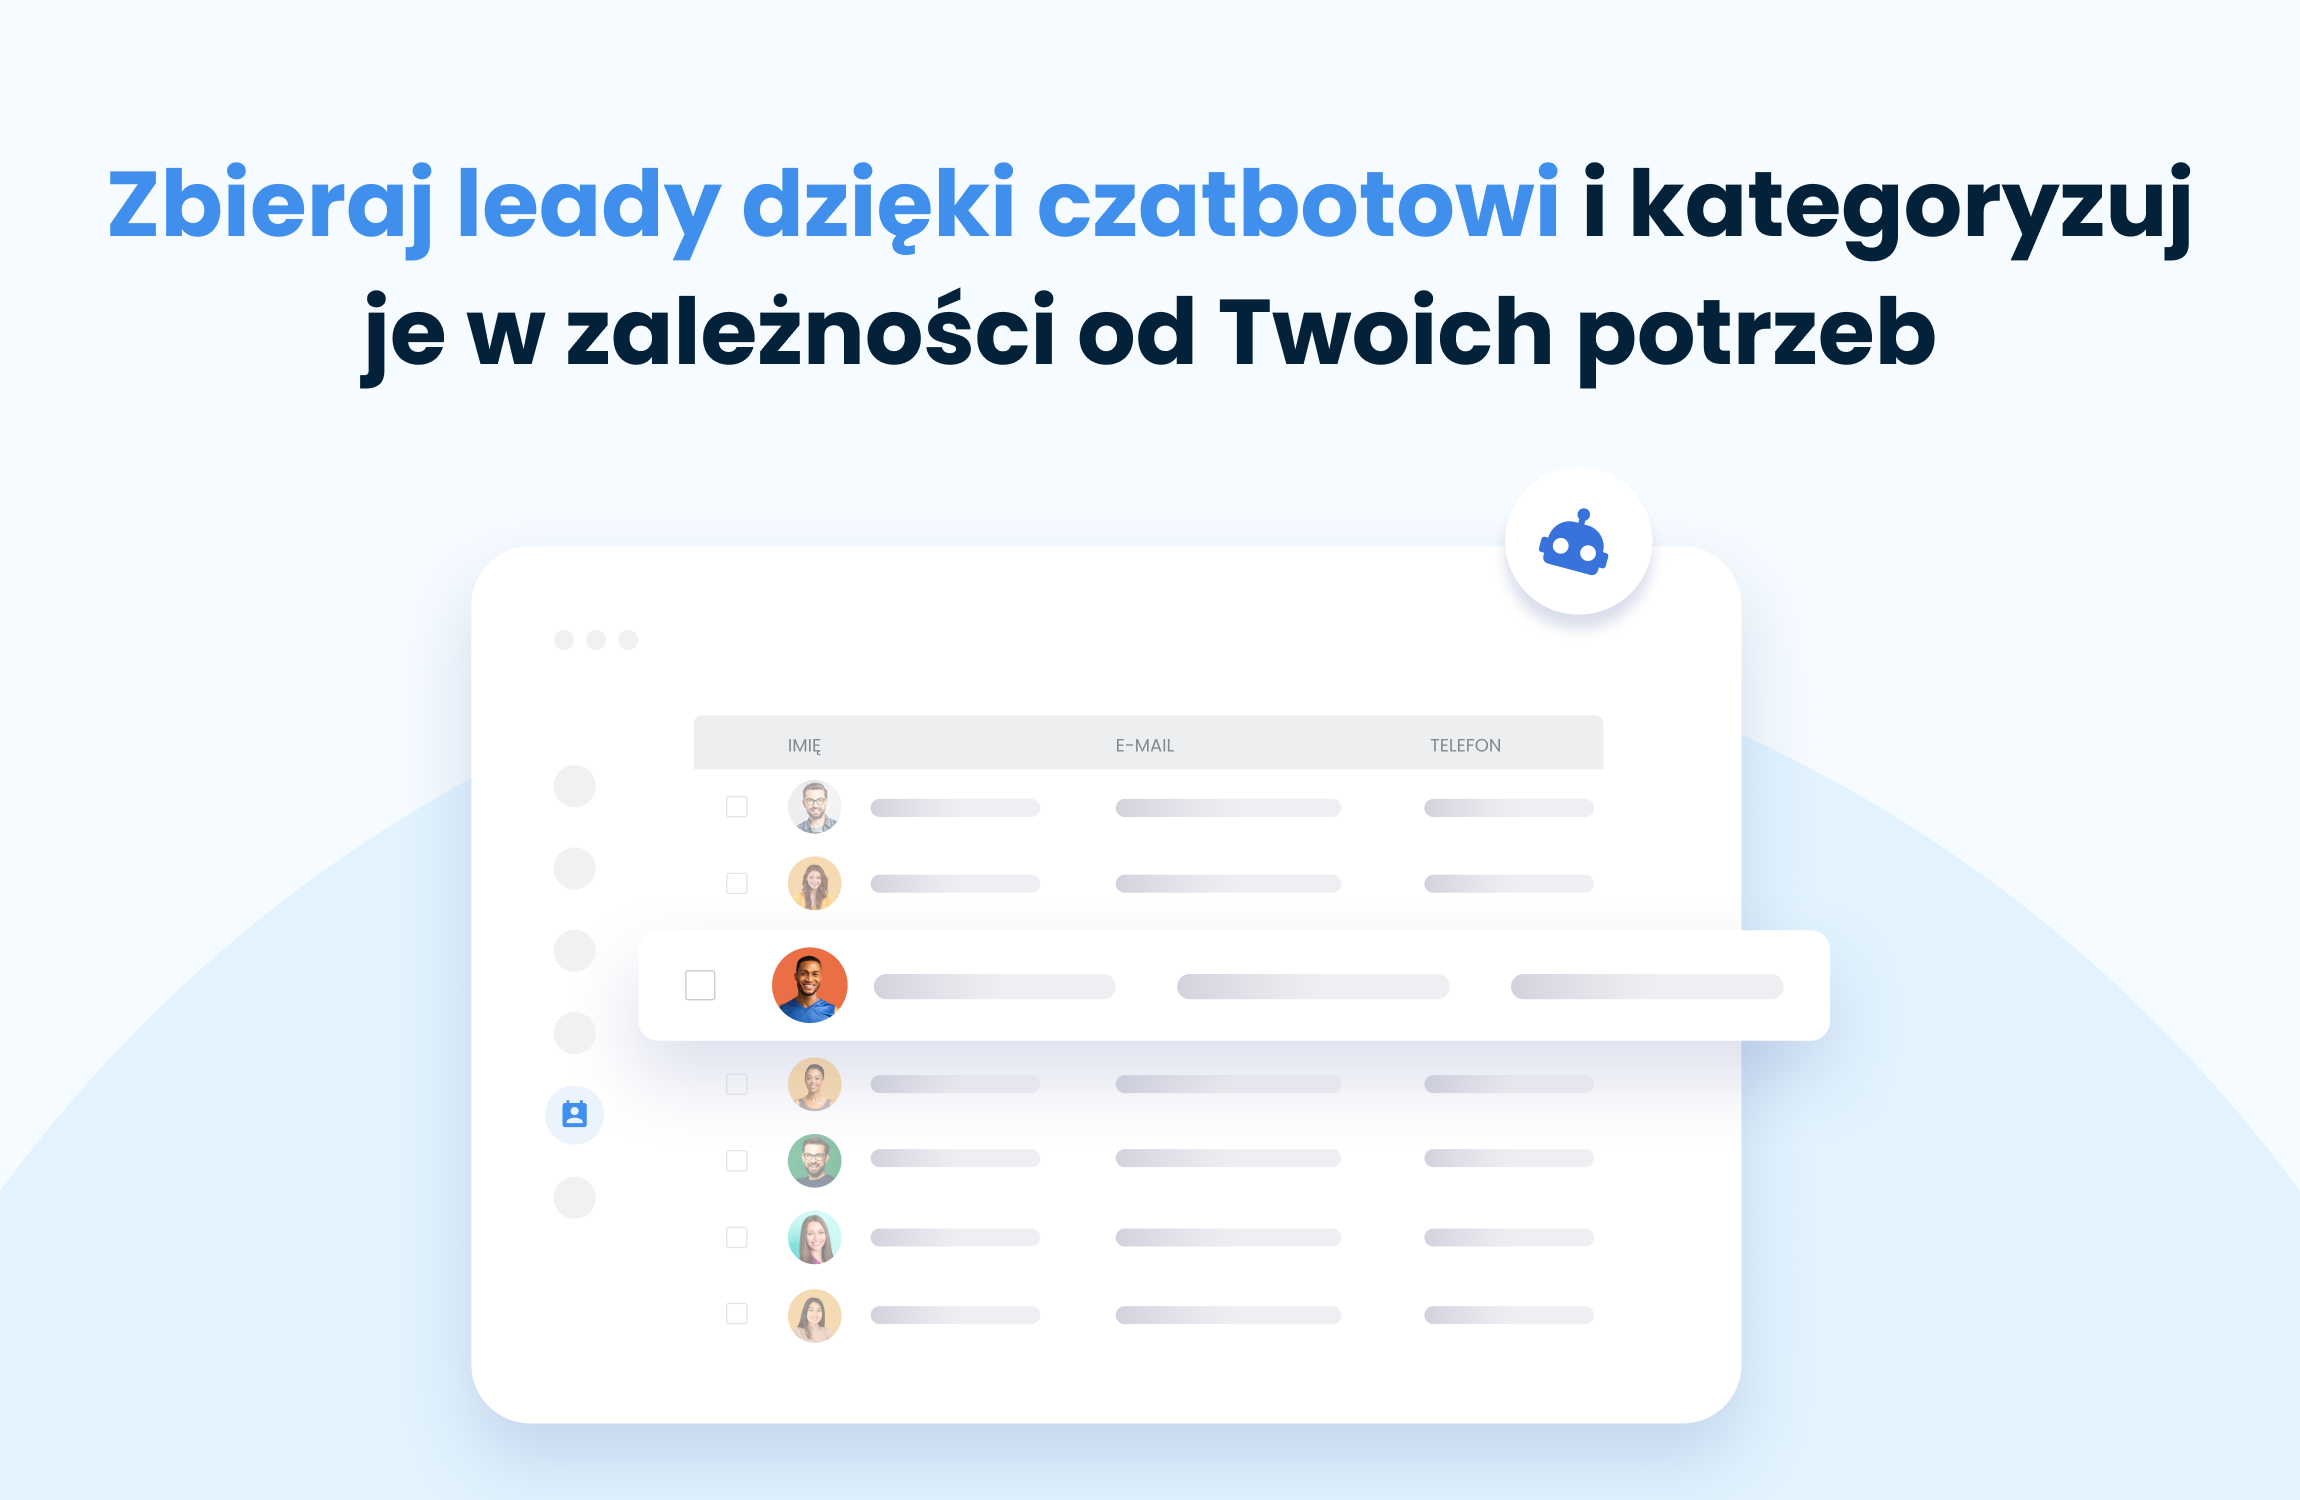 Zbieraj leady dzięki czatbotowi i kategoryzuj
je w zależności od Twoich potrzeb
IMIĘ E-MAIL TELEFON